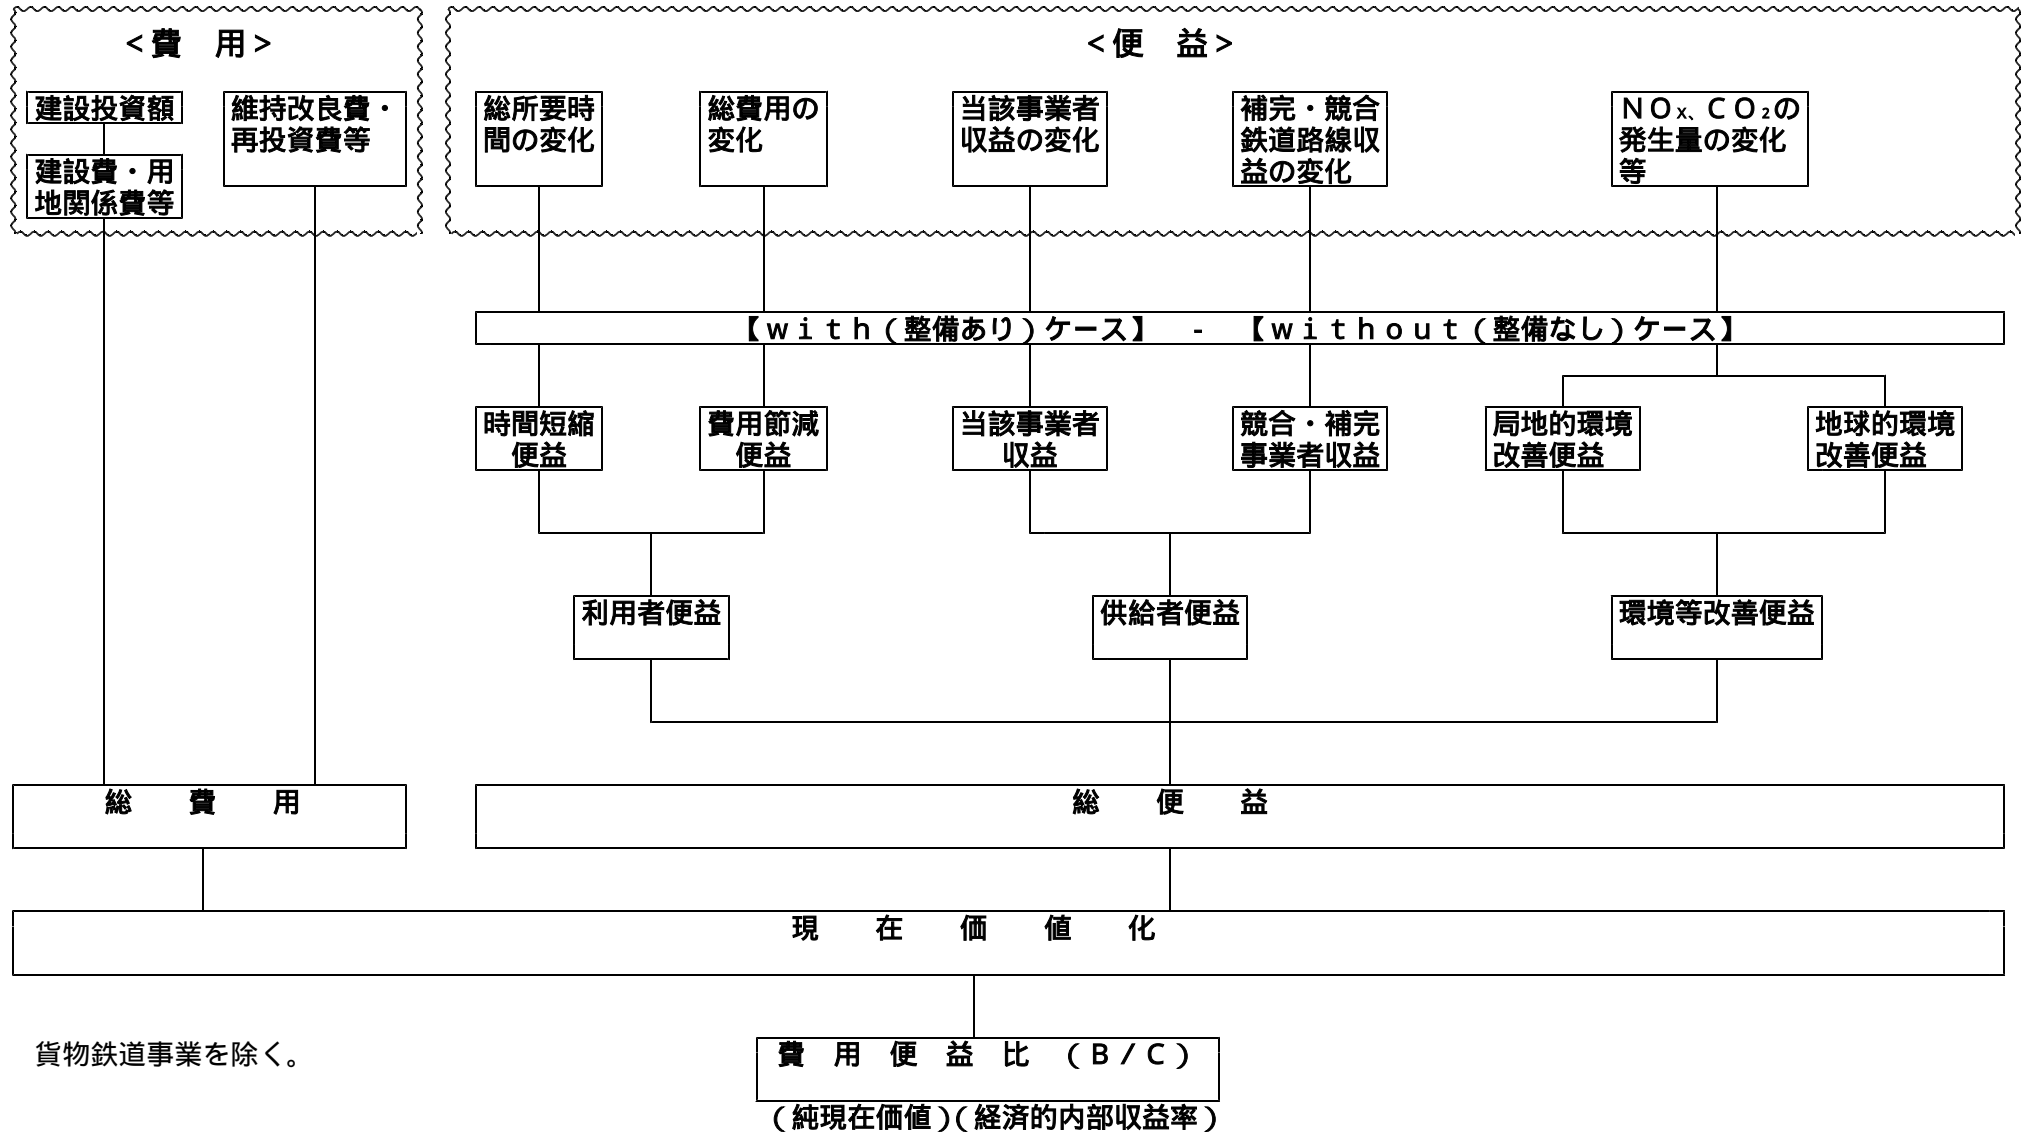 ＜費　用＞
建設投資額
建設費・用
地関係費等
維持改良費・
再投資費等
＜便　益＞
総所要時
間の変化
総費用の
変化
当該事業者
収益の変化
補完・競合
鉄道路線収
益の変化
ＮＯx、ＣＯ２の
発生量の変化
等
【ｗｉｔｈ（整備あり）ケース】　-　【ｗｉｔｈｏｕｔ（整備なし）ケース】
時間短縮
便益
費用節減
便益
当該事業者
収益
競合・補完
事業者収益
局地的環境
改善便益
地球的環境
改善便益
利用者便益
供給者便益
環境等改善便益
総　費　用
総　便　益
現　在　価　値　化
費　用　便　益　比　（Ｂ／Ｃ）
（純現在価値）（経済的内部収益率）
貨物鉄道事業を除く。